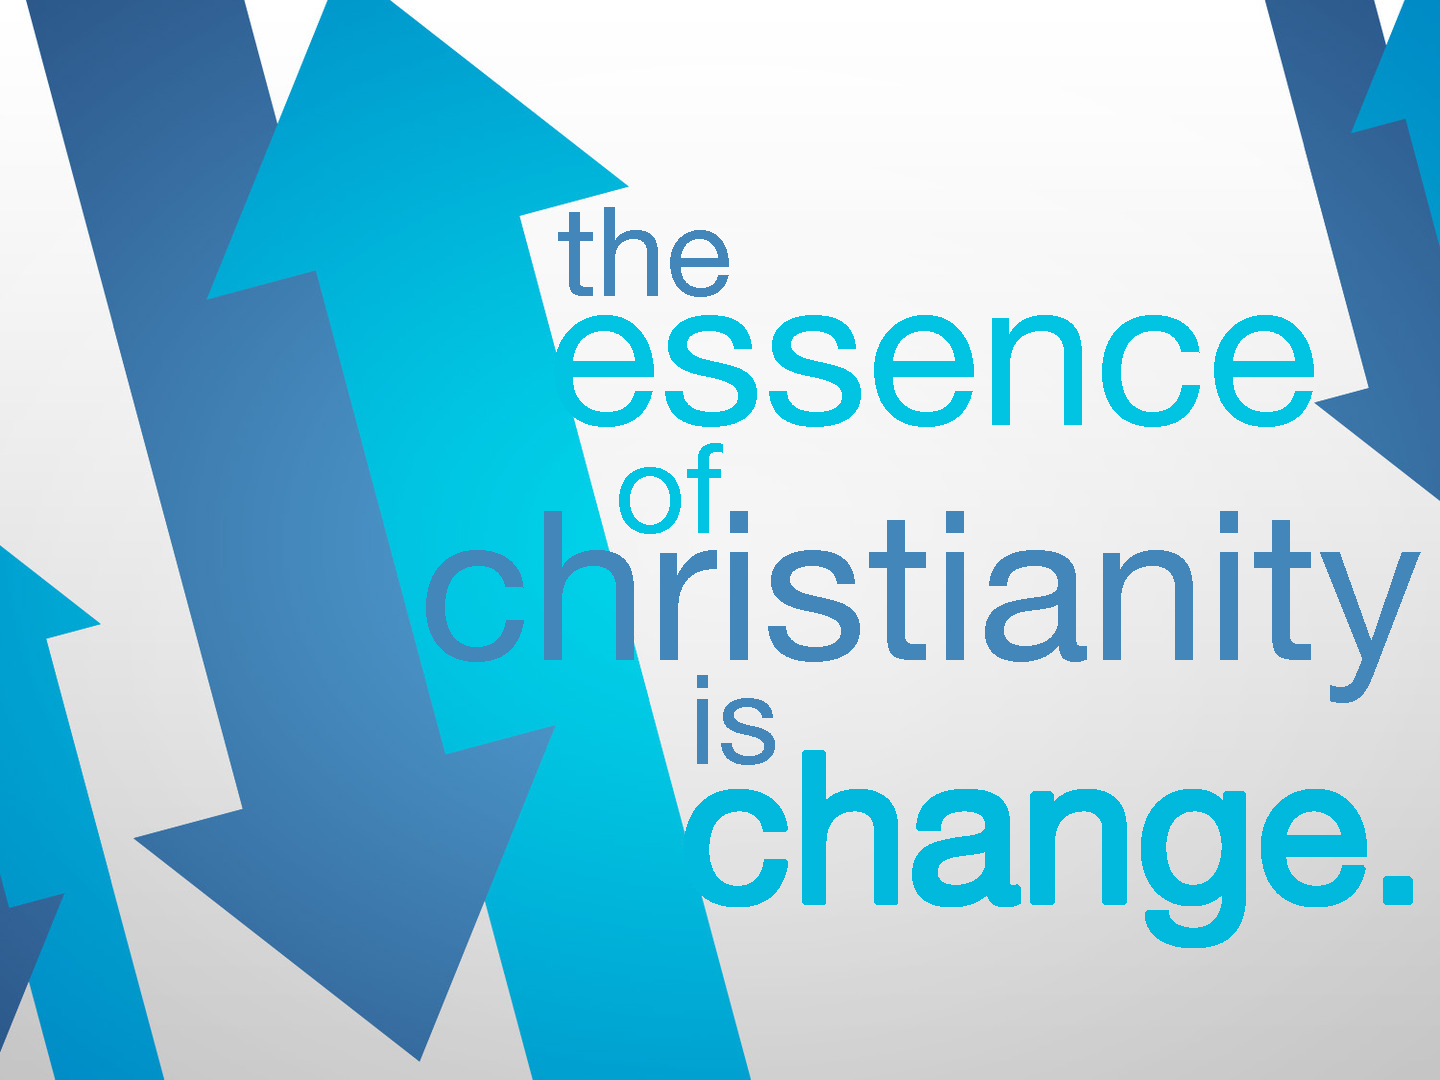 the
essence
of
christianity
is
change.